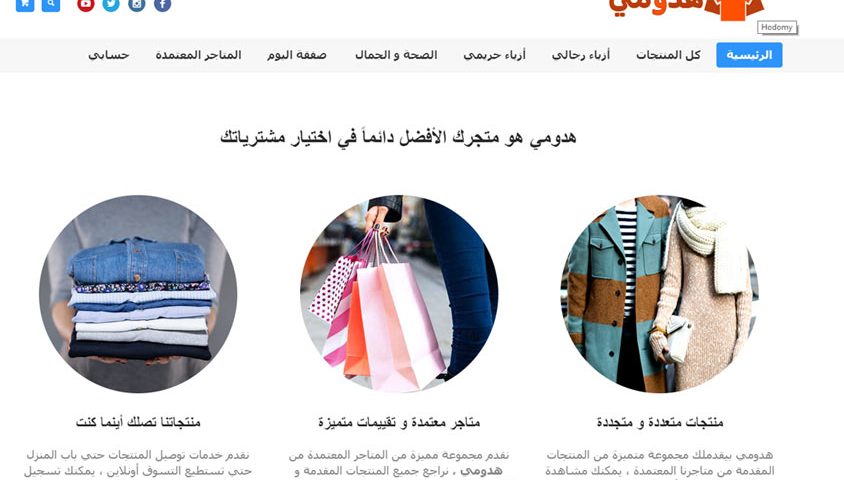 هدومي
Hodomy
الرئيسية
كل المنتجات
أزياء رجالي
أزياء حريمي
الصحة و الجمال
صفقة اليوم
المتاجر المعتمدة
حسابي
هدومي هو متجرك الأفضل دائماً في اختيار مشترياتك
منتجات متعددة و متجددة
هدومي بيقدملك مجموعة متميزة من المنتجات
المقدمة من متاجرنا المعتمدة ، يمكنك مشاهدة
متاجر معتمدة و تقييمات متميزة
نقدم مجموعة مميزة من المتاجر المعتمدة من
هدومي ، نراجع جميع المنتجات المقدمة و
منتجاتنا تصلك أينما كنت
نقدم خدمات توصيل المنتجات حتي باب المنزل
حتي تستطيع التسوق أونلاين ، يمكنك تسجيل